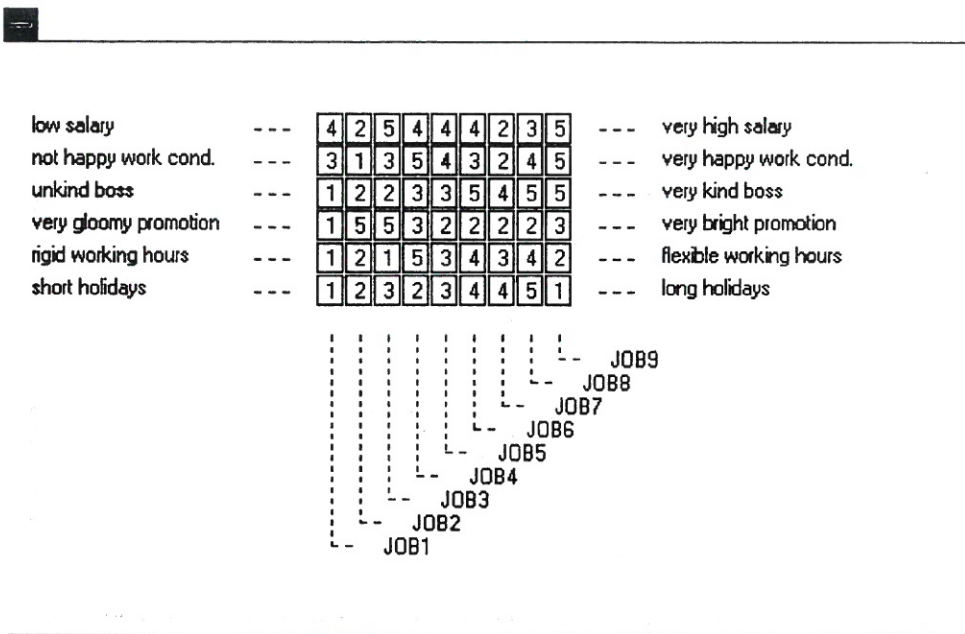 low salary --- 4 2 5 4 4 4 2 3 5 --- very high salary
not happy work cond. --- 3 1 3 5 4 3 2 4 5 --- very happy work cond.
unkind boss --- 1 2 2 3 3 5 4 5 5 --- very kind boss
very gloomy promotion --- 1 5 5 3 2 2 2 2 3 --- very bright promotion
rigid working hours --- 1 2 1 5 3 4 3 4 2 --- flexible working hours
short holidays --- 1 2 3 2 3 4 4 5 1 --- long holidays
JOB9
JOB8
JOB7
JOB6
JOB5
JOB4
JOB3
JOB2
JOB1